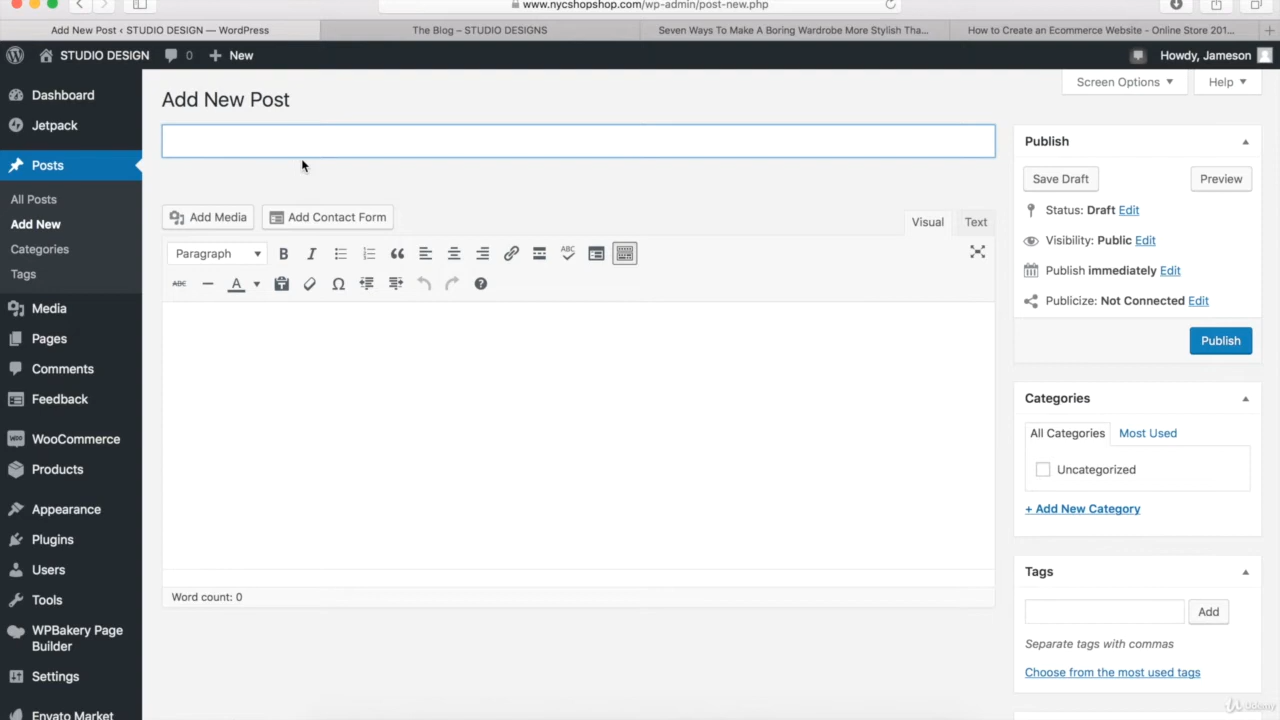 www.nycshopshop.com/wp-admin/post-new.php
Add New Post ‹ STUDIO DESIGN — WordPress
The Blog – STUDIO DESIGNS
Seven Ways To Make A Boring Wardrobe More Stylish Tha...
How to Create an Ecommerce Website - Online Store 201...
STUDIO DESIGN
0
New
Howdy, Jameson
Screen Options
Help
Dashboard
Jetpack
Posts
All Posts
Add New
Categories
Tags
Media
Pages
Comments
Feedback
WooCommerce
Products
Appearance
Plugins
Users
Tools
WPBakery Page
Builder
Settings
Envato Market
Add New Post
Add Media
Add Contact Form
Visual
Text
Paragraph
B
I
ABC
ABC
A
Word count: 0
Publish
Save Draft
Preview
Status: Draft Edit
Visibility: Public Edit
Publish immediately Edit
Publicize: Not Connected Edit
Publish
Categories
All Categories
Most Used
Uncategorized
+ Add New Category
Tags
Add
Separate tags with commas
Choose from the most used tags
udemy